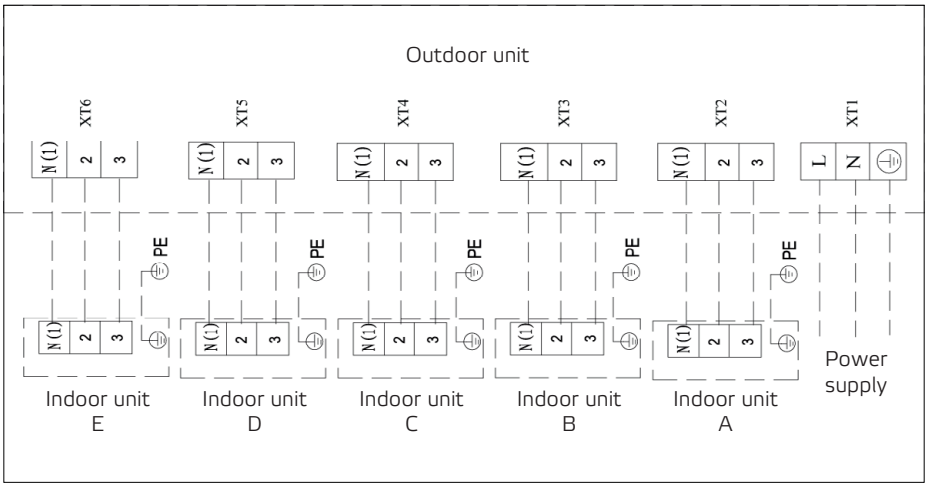 Outdoor unit
XT6 XT5 XT4 XT3 XT2 XT1
N(1) 2 3 N(1) 2 3 N(1) 2 3 N(1) 2 3 N(1) 2 3 L N
PE PE PE PE PE
N(1) 2 3 N(1) 2 3 N(1) 2 3 N(1) 2 3 N(1) 2 3
Indoor unit
E
Indoor unit
D
Indoor unit
C
Indoor unit
B
Indoor unit
A
Power
supply